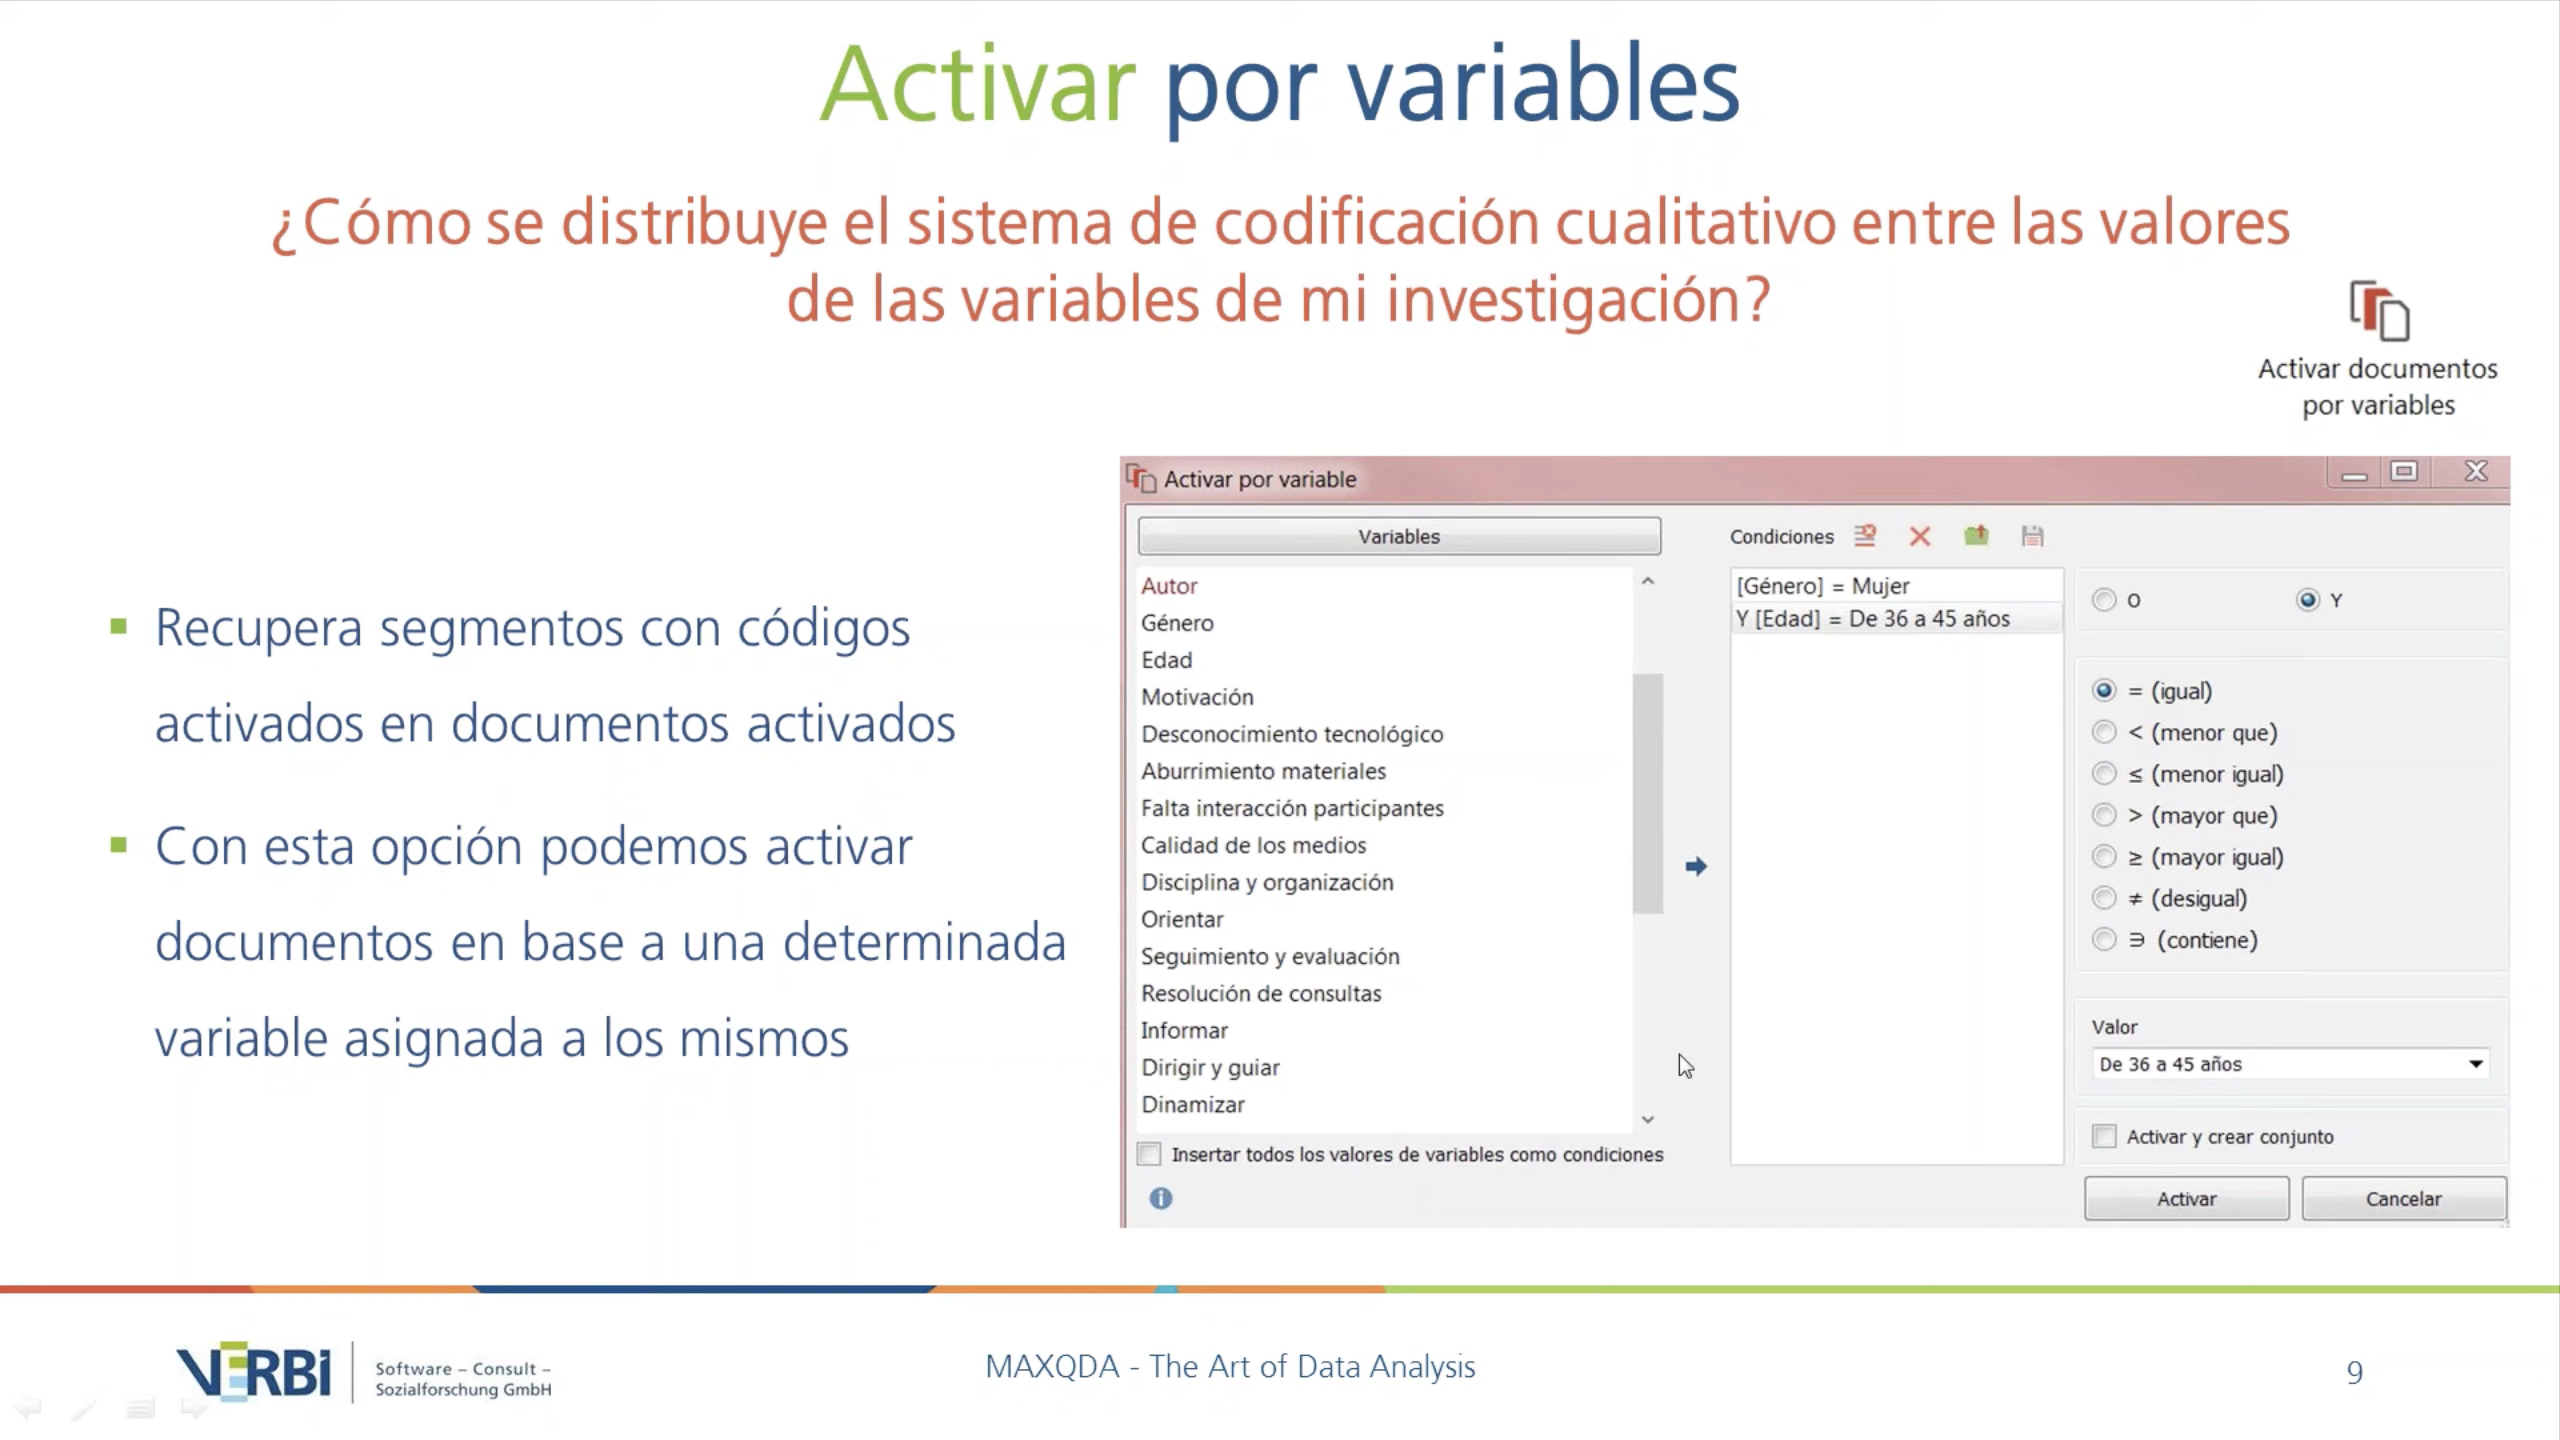 Activar por variables
¿Cómo se distribuye el sistema de codificación cualitativo entre las valores
de las variables de mi investigación?
Activar documentos
por variables
▪ Recupera segmentos con códigos
activados en documentos activados
▪ Con esta opción podemos activar
documentos en base a una determinada
variable asignada a los mismos
Activar por variable
Variables
Autor
Género
Edad
Motivación
Desconocimiento tecnológico
Aburrimiento materiales
Falta interacción participantes
Calidad de los medios
Disciplina y organización
Orientar
Seguimiento y evaluación
Resolución de consultas
Informar
Dirigir y guiar
Dinamizar
Insertar todos los valores de variables como condiciones
Condiciones
[Género] = Mujer
Y [Edad] = De 36 a 45 años
O Y
= (igual)
< (menor que)
≤ (menor igual)
> (mayor que)
≥ (mayor igual)
≠ (desigual)
∋ (contiene)
Valor
De 36 a 45 años
Activar y crear conjunto
Activar Cancelar
VERBI
Software – Consult –
Sozialforschung GmbH
MAXQDA - The Art of Data Analysis
9